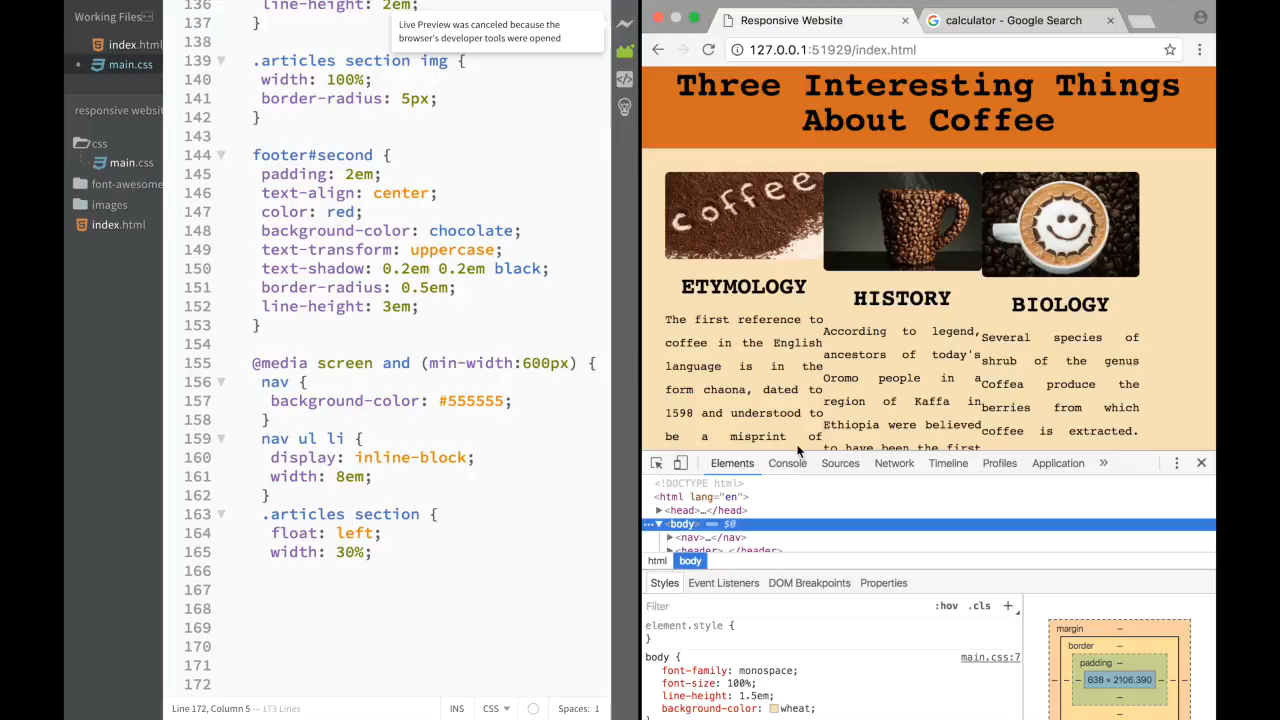 Working Files
index.html
• main.css
responsive websit
css
main.css
font-awesome
images
index.html
136 line-height: 2em;
137 }
138
139 .articles section img {
140 width: 100%;
141 border-radius: 5px;
142 }
143
144 footer#second {
145 padding: 2em;
146 text-align: center;
147 color: red;
148 background-color: chocolate;
149 text-transform: uppercase;
150 text-shadow: 0.2em 0.2em black;
151 border-radius: 0.5em;
152 line-height: 3em;
153 }
154
155 @media screen and (min-width:600px) {
156 nav {
157 background-color: #555555;
158 }
159 nav ul li {
160 display: inline-block;
161 width: 8em;
162 }
163 .articles section {
164 float: left;
165 width: 30%;
166
167
168
169
170
171
172
Line 172, Column 5 — 173 Lines
INS CSS Spaces: 1
Live Preview was canceled because the
browser's developer tools were opened
Responsive Website
calculator - Google Search
127.0.0.1:51929/index.html
Three Interesting Things
About Coffee
coffee
ETYMOLOGY
The first reference to
coffee in the English
language is in the
form chaona, dated to
1598 and understood to
be a misprint of
HISTORY
According to legend,
ancestors of today's
Oromo people in a
region of Kaffa in
Ethiopia were believed
to have been the first
BIOLOGY
Several species of
shrub of the genus
Coffea produce the
berries from which
coffee is extracted.
Elements Console Sources Network Timeline Profiles Application »
<!DOCTYPE html>
<html lang="en">
<head>…</head>
<body> == $0
<nav>…</nav>
<header>…</header>
html body
Styles Event Listeners DOM Breakpoints Properties
Filter :hov .cls +
element.style {
}
body { main.css:7
font-family: monospace;
font-size: 100%;
line-height: 1.5em;
background-color: wheat;
margin –
border –
padding –
– – – 638 × 2106.390 – – –